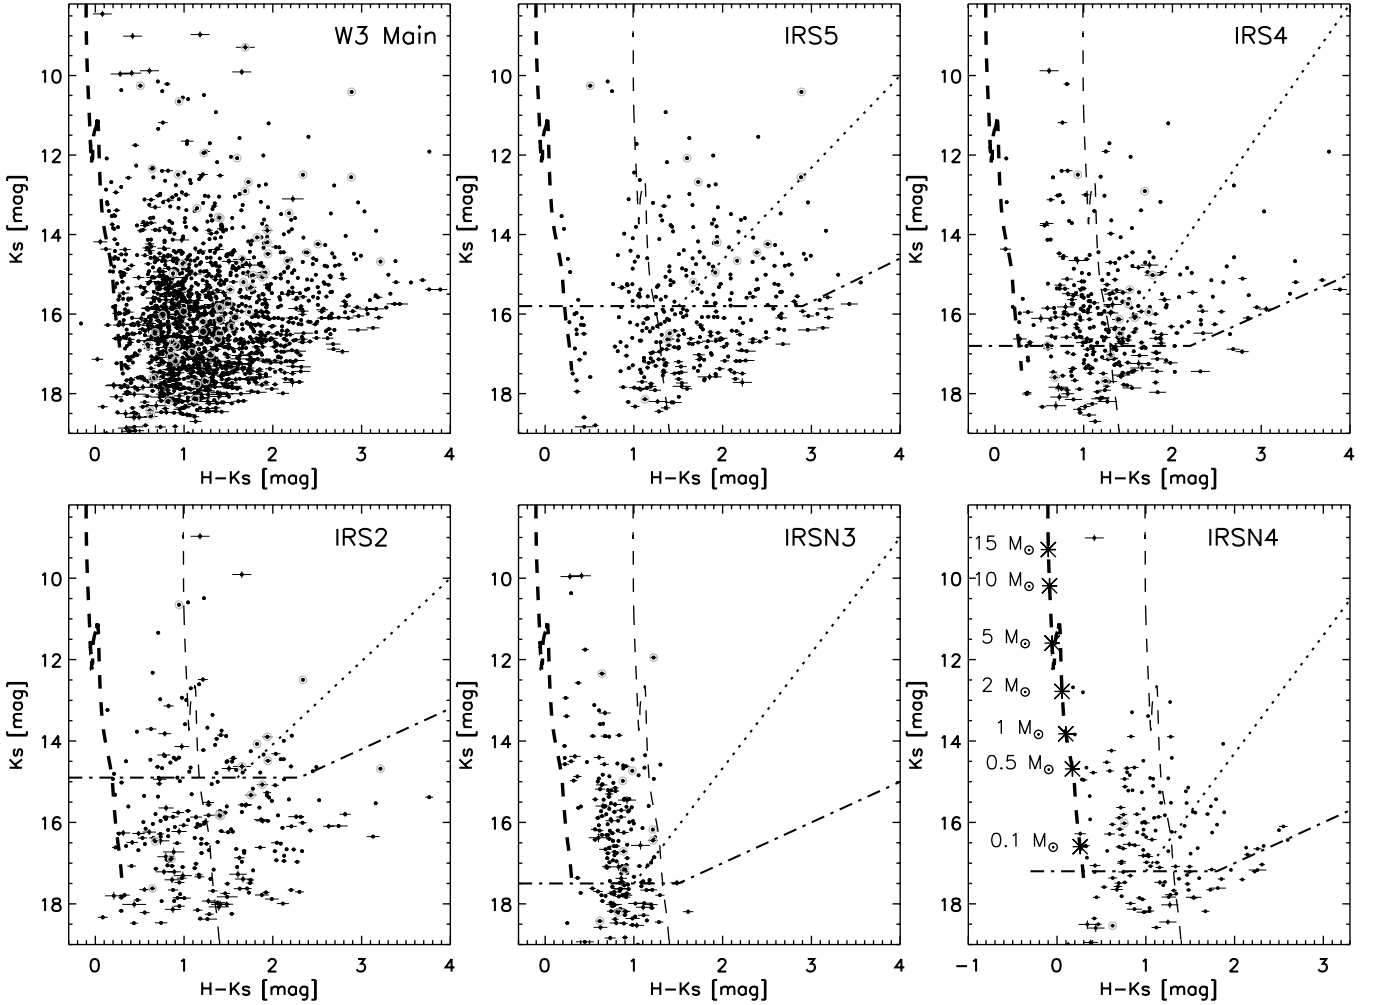 W3 Main
IRS5
IRS4
10
12
14
16
18
Ks [mag]
0 1 2 3 4
H−Ks [mag]
10
12
14
16
18
Ks [mag]
0 1 2 3 4
H−Ks [mag]
10
12
14
16
18
Ks [mag]
0 1 2 3 4
H−Ks [mag]
IRS2
IRSN3
IRSN4
10
12
14
16
18
Ks [mag]
0 1 2 3 4
H−Ks [mag]
10
12
14
16
18
Ks [mag]
0 1 2 3 4
H−Ks [mag]
15 M⊙
10 M⊙
5 M⊙
2 M⊙
1 M⊙
0.5 M⊙
0.1 M⊙
10
12
14
16
18
Ks [mag]
−1 0 1 2 3
H−Ks [mag]